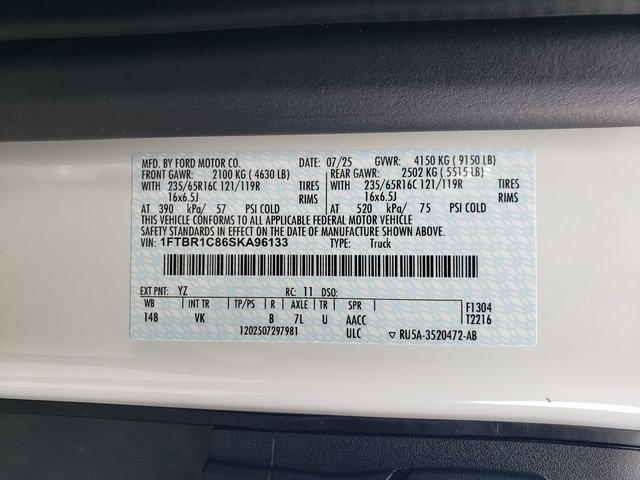 MFD. BY FORD MOTOR CO. 07/25 GVWR: 4150 KG ( 9150 LB)
FRONT GAWR: 2100 KG ( 4630 LB) REAR GAWR: 2502 KG ( 5515 LB)
WITH 235/65R16C 121/119R TIRES WITH 235/65R16C 121/119R TIRES
16x6.5J RIMS 16x6.5J RIMS
AT 390 kPa/ 57 PSI COLD AT 520 kPa/ 75 PSI COLD
THIS VEHICLE CONFORMS TO ALL APPLICABLE FEDERAL MOTOR VEHICLE
SAFETY STANDARDS IN EFFECT ON THE DATE OF MANUFACTURE SHOWN ABOVE.
VIN: 1FTBR1C86SKA96133 TYPE: Truck
EXT PNT: YZ RC: 11 DSO:
WB INT TR TP/PS R AXLE TR SPR F1304
148 VK B 7L U AACC T2216
1202507297981 ULC ▽ RU5A-3520472-AB